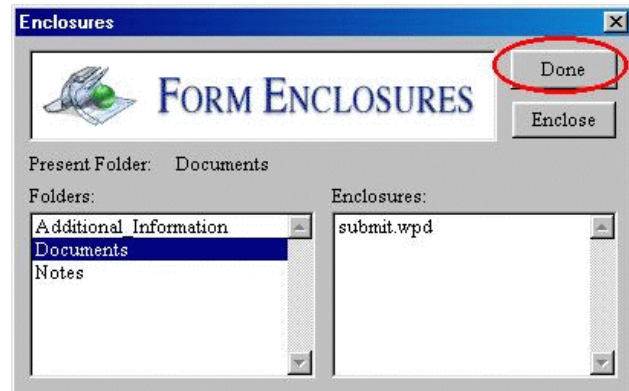 Enclosures
FORM ENCLOSURES
Done
Enclose
Present Folder: Documents
Folders:
Additional_Information
Documents
Notes
Enclosures:
submit.wpd